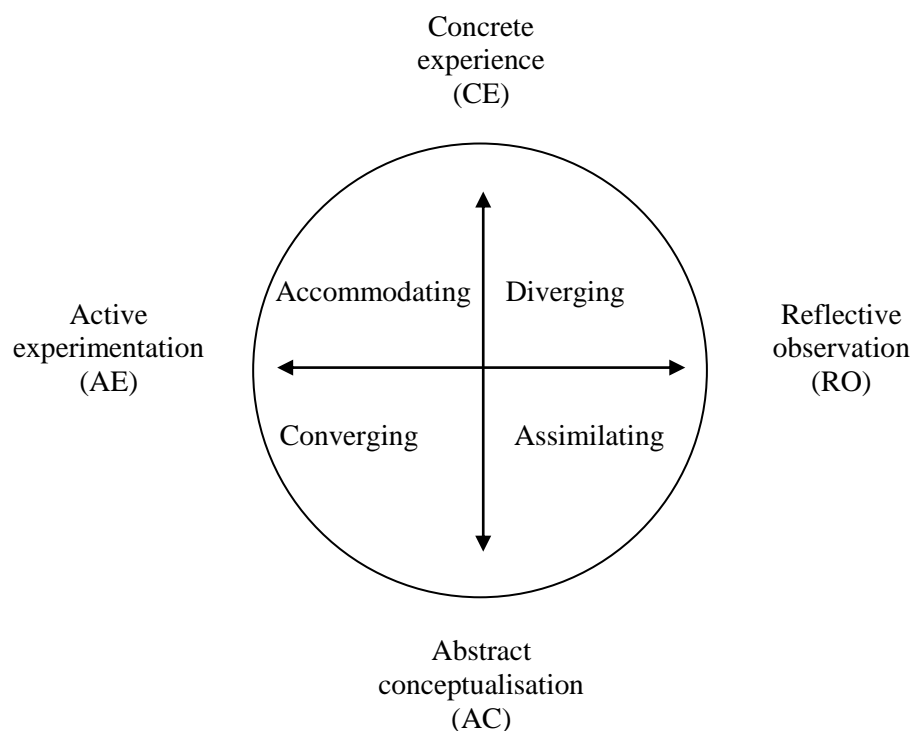 Concrete
experience
(CE)
Accommodating
Diverging
Active
experimentation
(AE)
Reflective
observation
(RO)
Converging
Assimilating
Abstract
conceptualisation
(AC)